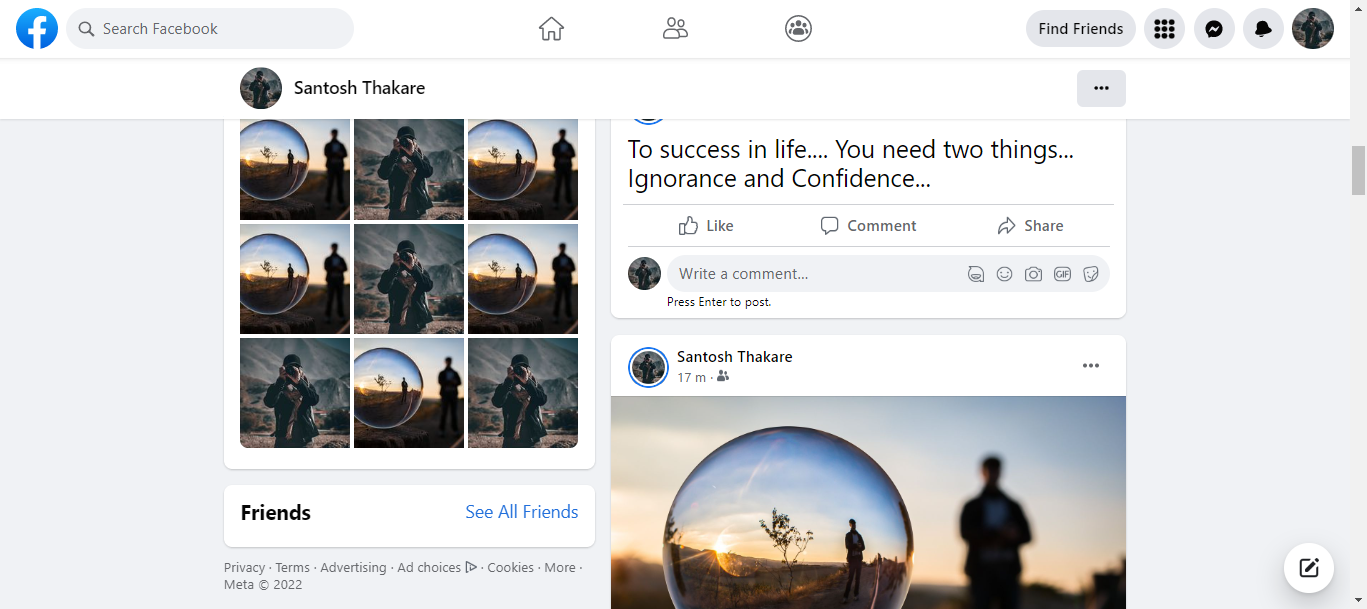 Search Facebook
Find Friends
Santosh Thakare
To success in life.... You need two things...
Ignorance and Confidence...
Like
Comment
Share
Write a comment...
GIF
Press Enter to post.
Santosh Thakare
17 m ·
Friends
See All Friends
Privacy · Terms · Advertising · Ad choices · Cookies · More ·
Meta © 2022